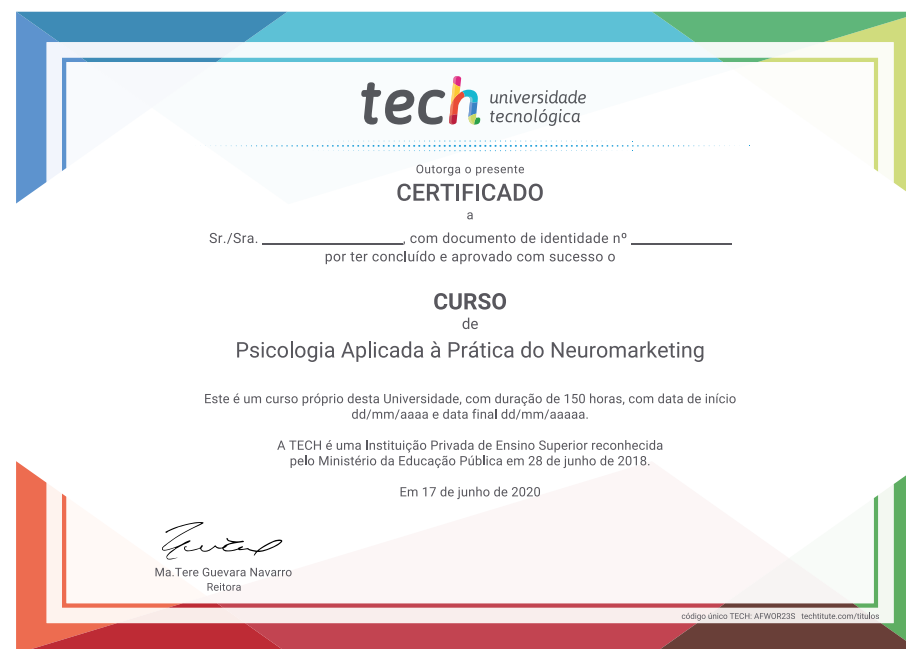 tech universidade
tecnológica
Outorga o presente
CERTIFICADO
a
Sr./Sra. ________________, com documento de identidade nº ____________
por ter concluído e aprovado com sucesso o
CURSO
de
Psicologia Aplicada à Prática do Neuromarketing
Este é um curso próprio desta Universidade, com duração de 150 horas, com data de início
dd/mm/aaaa e data final dd/mm/aaaaa.
A TECH é uma Instituição Privada de Ensino Superior reconhecida
pelo Ministério da Educação Pública em 28 de junho de 2018.
Em 17 de junho de 2020
Ma.Tere Guevara Navarro
Reitora
código único TECH: AFWOR23S techtitute.com/titulos